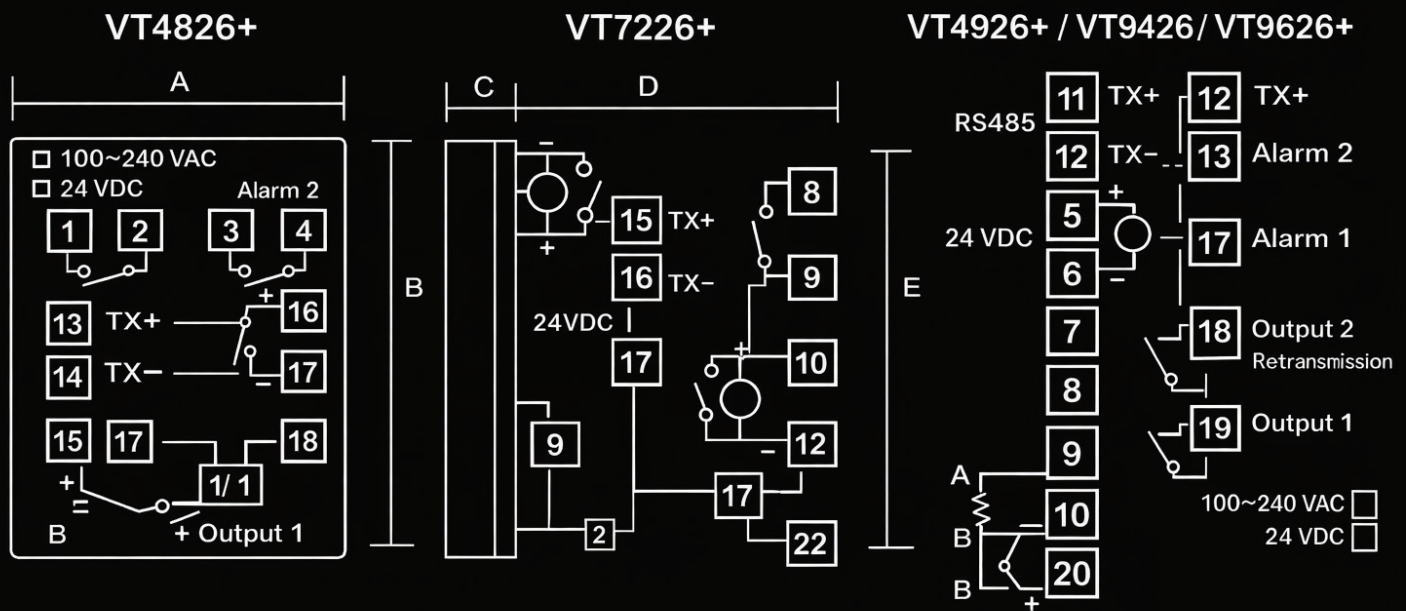 VT4826+
A
100~240 VAC
24 VDC
Alarm 2
1 2 3 4
+
16
13 TX+
14 TX−
− 17
15 17 18
1/ 1
+
=
B
+ Output 1
B
VT7226+
C D
−
+
15 TX+
16 TX−
24VDC
17
8
9
+
10
9
− 12
17
2
22
E
VT4926+ / VT9426/ VT9626+
RS485
11 TX+
12 TX-
24 VDC
5 +
6 −
7
8
A 9
B − 10
B + 20
12 TX+
13 Alarm 2
17 Alarm 1
18 Output 2
Retransmission
19 Output 1
100~240 VAC
24 VDC